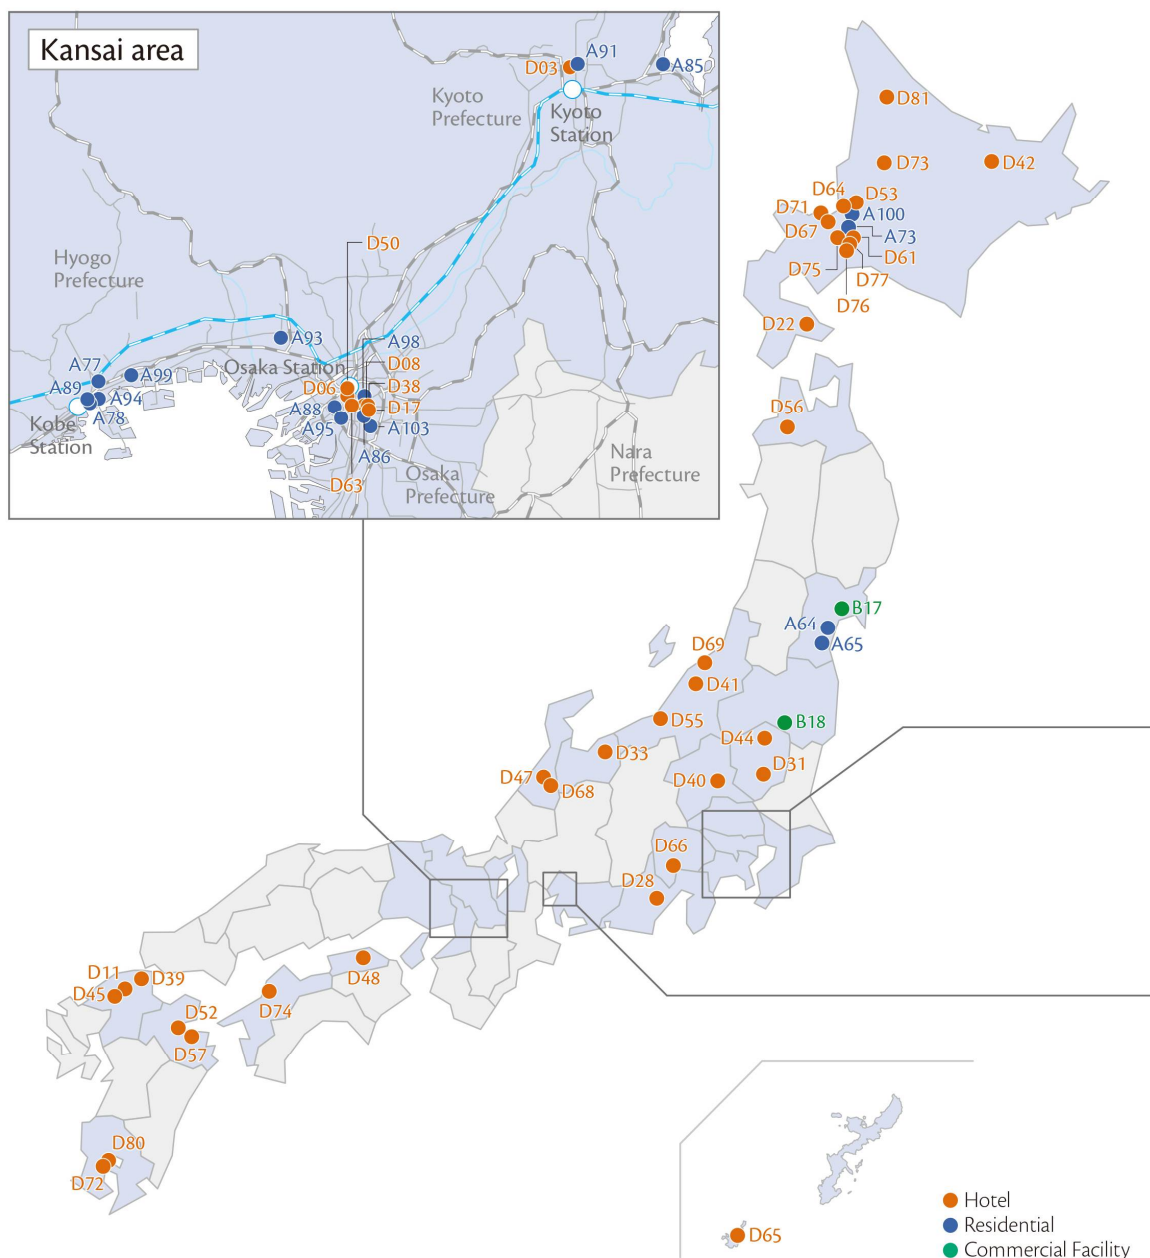 Kansai area
A91
D03
A85
Kyoto
Prefecture
Kyoto
Station
D50
Hyogo
Prefecture
A93
A98
Osaka Station
D08
A77
A99
D06
D38
A89
A94
A88
D17
A78
A95
A103
Kobe
Station
A86
D63
Osaka
Prefecture
Nara
Prefecture
D81
D73
D42
D64
D53
D71
A100
D67
A73
D61
D75
D77
D76
D22
D56
B17
A64
A65
D69
D41
D55
B18
D44
D33
D31
D47
D40
D68
D66
D28
D11
D39
D45
D48
D52
D74
D57
D80
D72
D65
Hotel
Residential
Commercial Facility